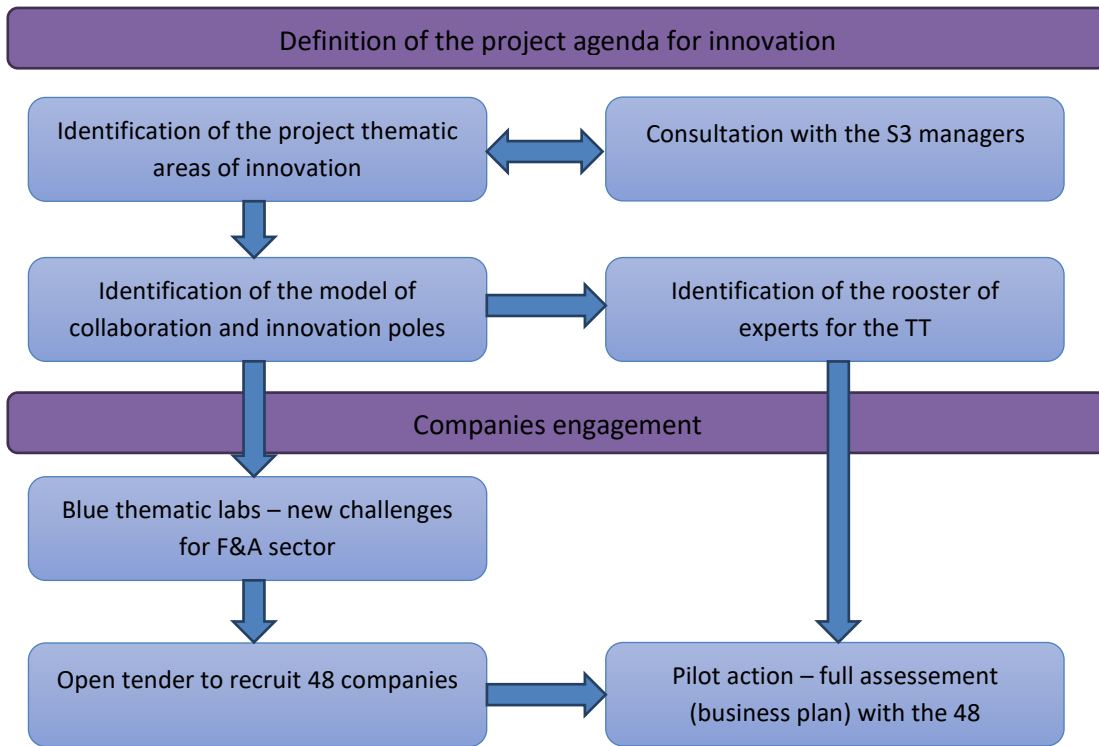 Definition of the project agenda for innovation
Identification of the project thematic
areas of innovation
Consultation with the S3 managers
Identification of the model of
collaboration and innovation poles
Identification of the rooster of
experts for the TT
Companies engagement
Blue thematic labs – new challenges
for F&A sector
Open tender to recruit 48 companies
Pilot action – full assessement
(business plan) with the 48